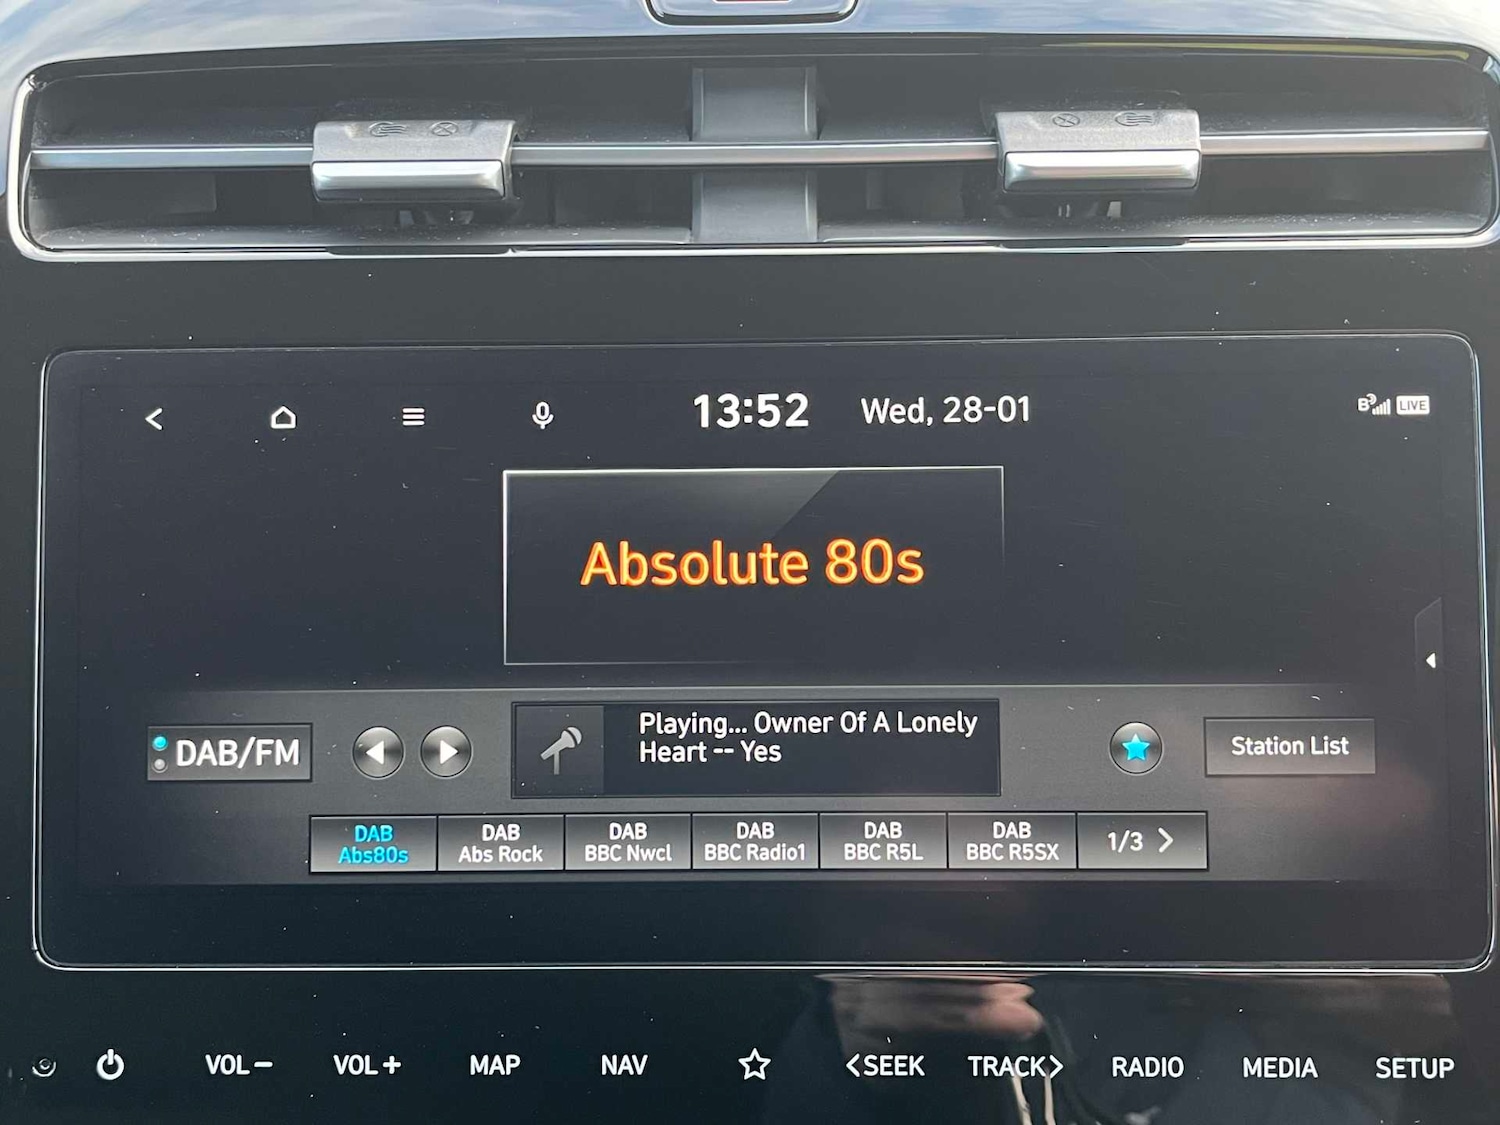 13:52 Wed, 28-01
LIVE
Absolute 80s
DAB/FM
Playing... Owner Of A Lonely
Heart -- Yes
Station List
DAB
Abs80s
DAB
Abs Rock
DAB
BBC Nwcl
DAB
BBC Radio1
DAB
BBC R5L
DAB
BBC R5SX
1/3 >
VOL− VOL+ MAP NAV <SEEK TRACK> RADIO MEDIA SETUP